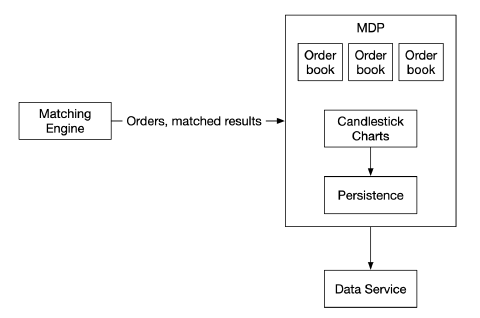 MDP
Order
book
Order
book
Order
book
Matching
Engine
Orders, matched results
Candlestick
Charts
Persistence
Data Service